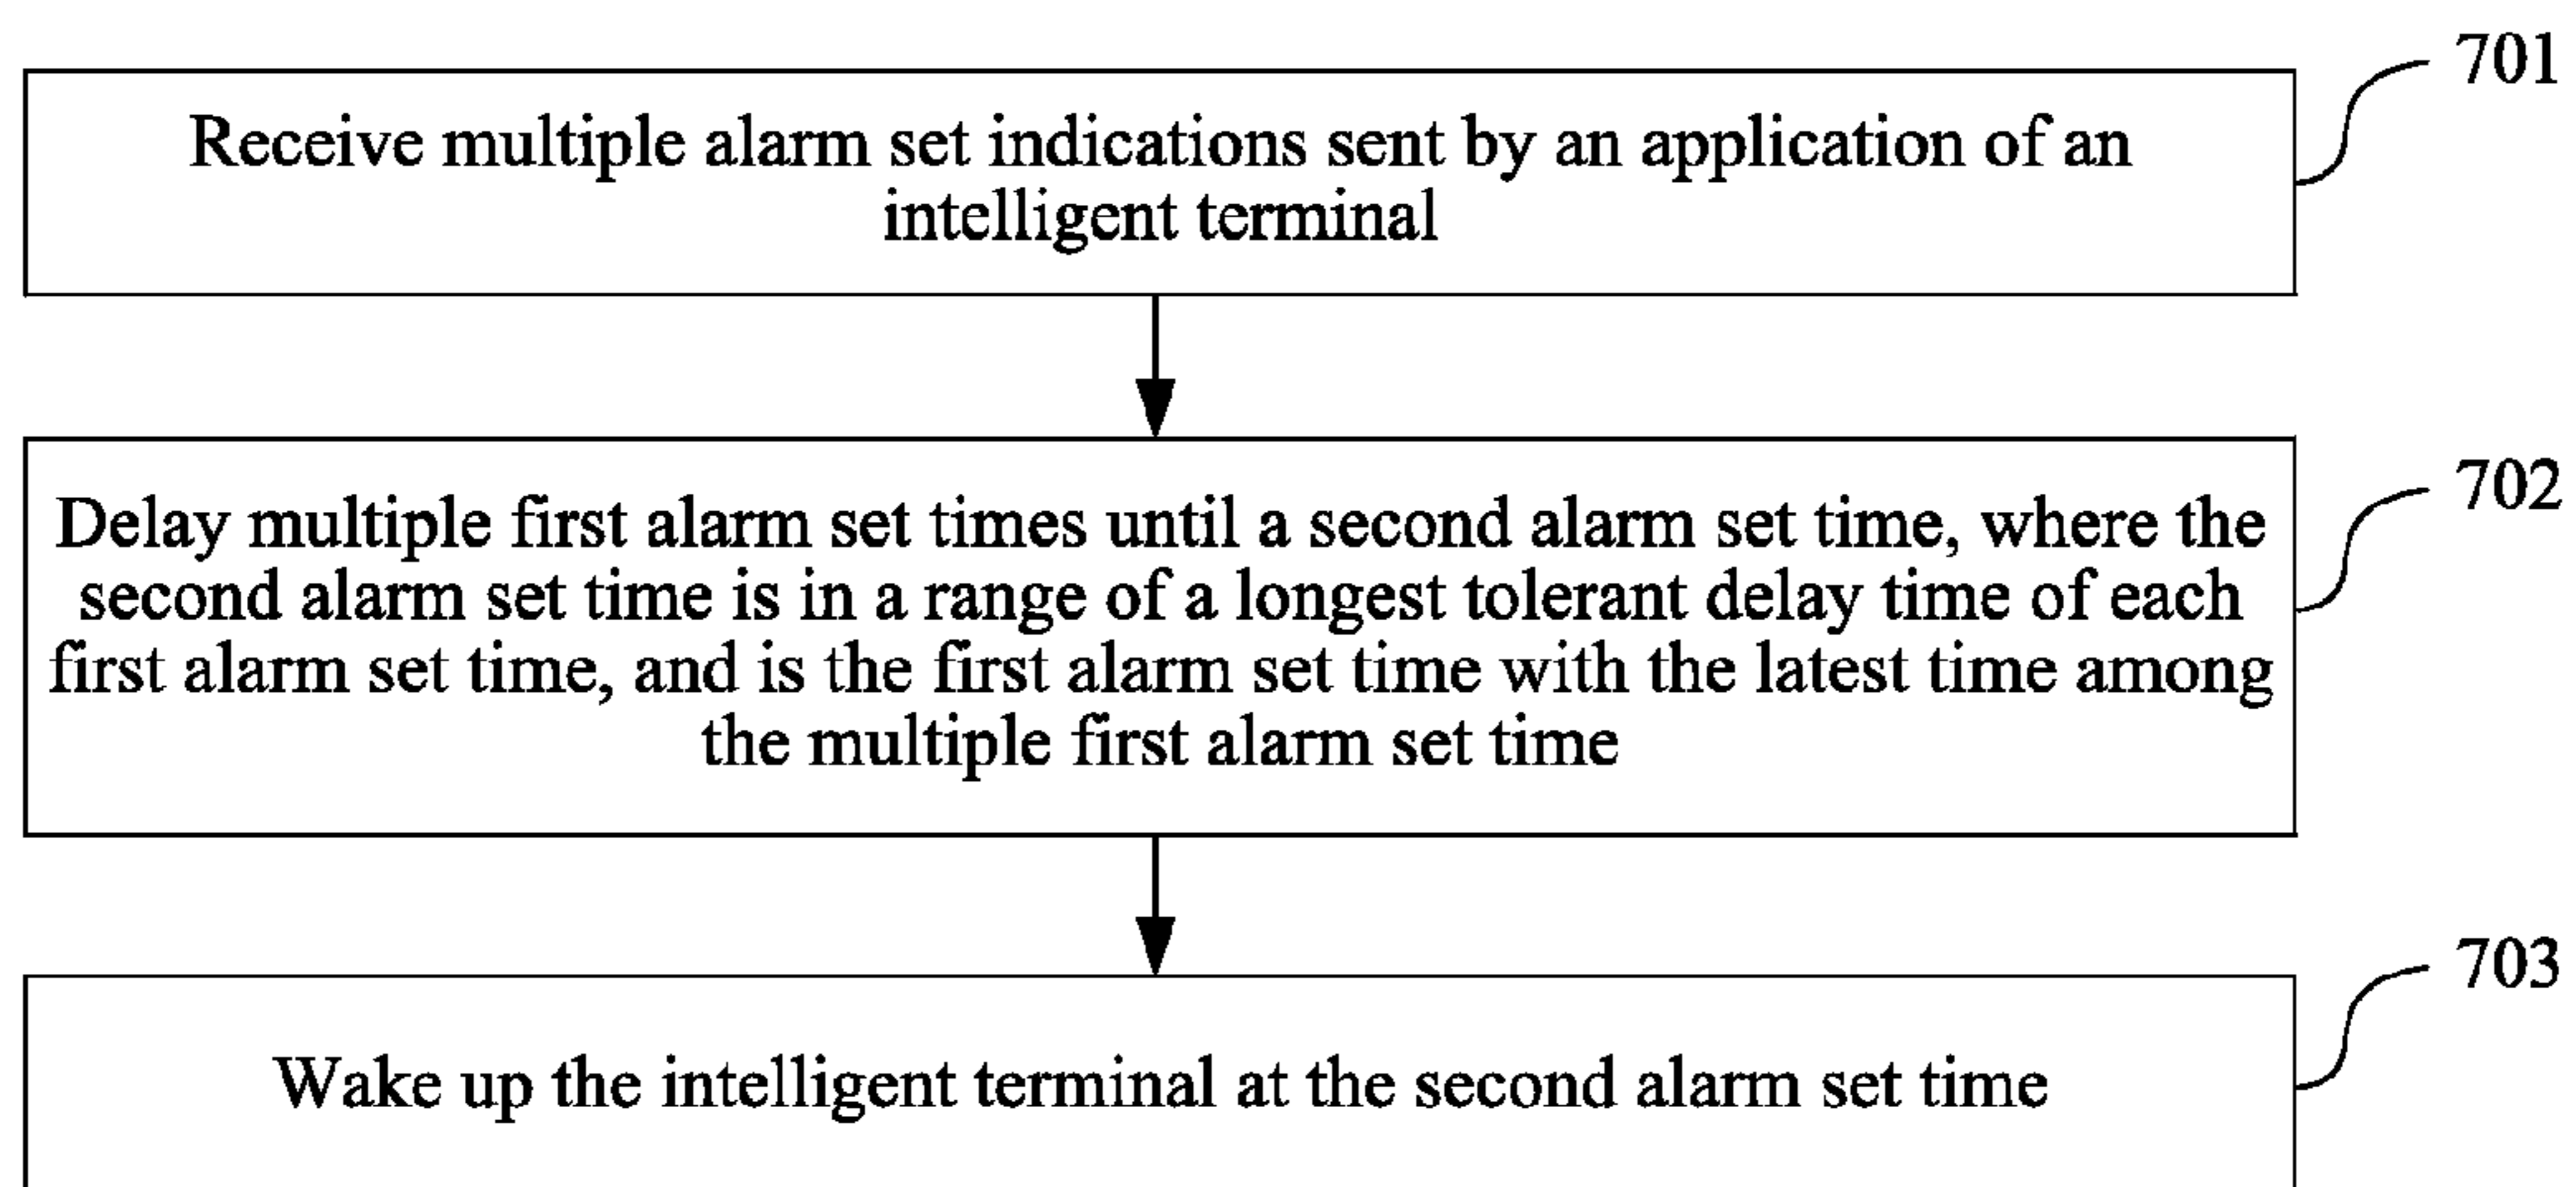 701
Receive multiple alarm set indications sent by an application of an
intelligent terminal
702
Delay multiple first alarm set times until a second alarm set time, where the
second alarm set time is in a range of a longest tolerant delay time of each
first alarm set time, and is the first alarm set time with the latest time among
the multiple first alarm set time
703
Wake up the intelligent terminal at the second alarm set time